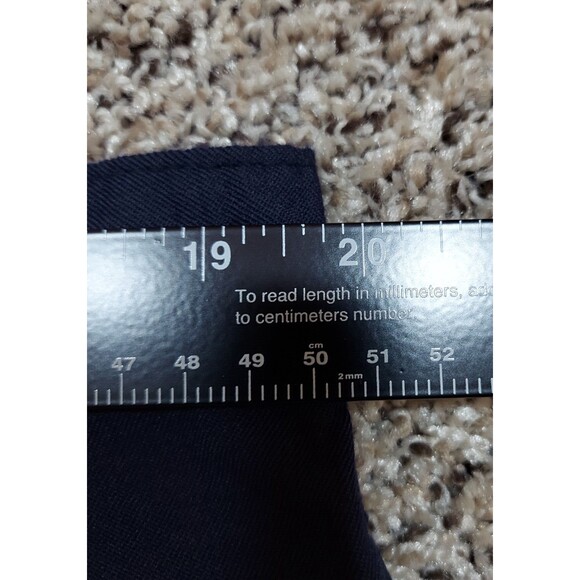 19 20
To read length in millimeters, add
to centimeters number.
cm
47 48 49 50 51 52
2 mm